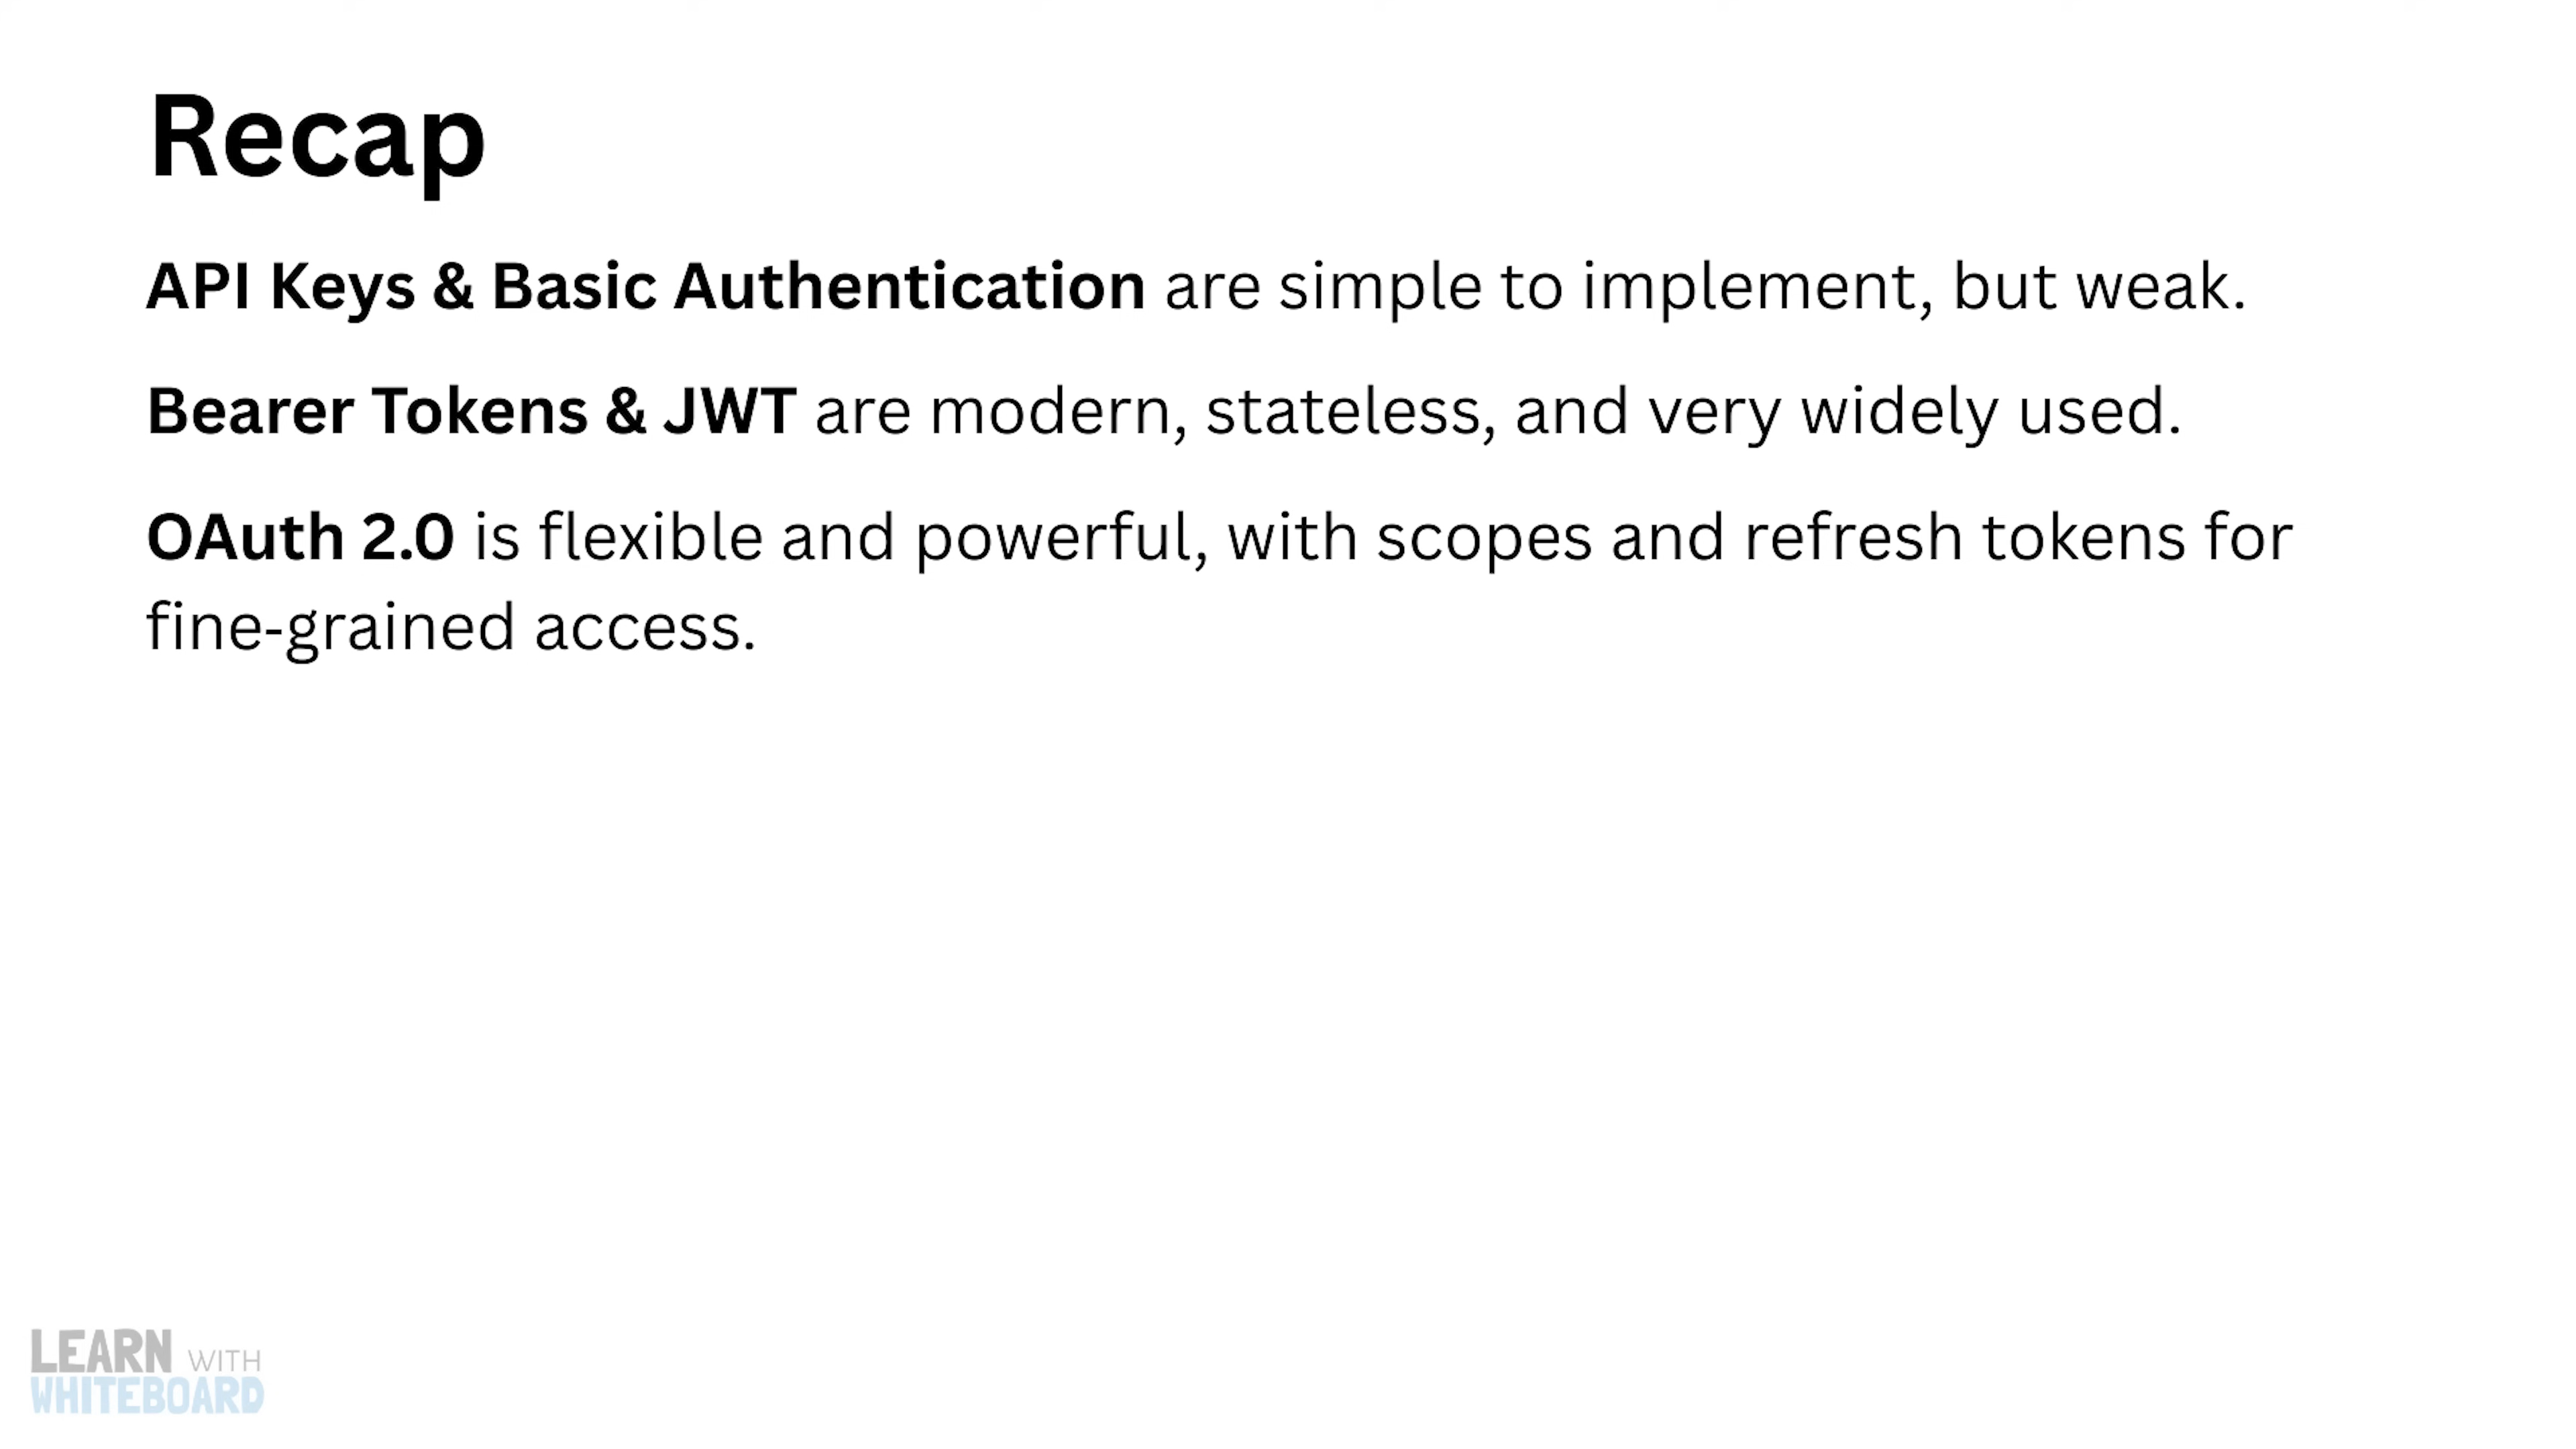 Recap
API Keys & Basic Authentication are simple to implement, but weak.
Bearer Tokens & JWT are modern, stateless, and very widely used.
OAuth 2.0 is flexible and powerful, with scopes and refresh tokens for
fine-grained access.
LEARN WITH
WHITEBOARD